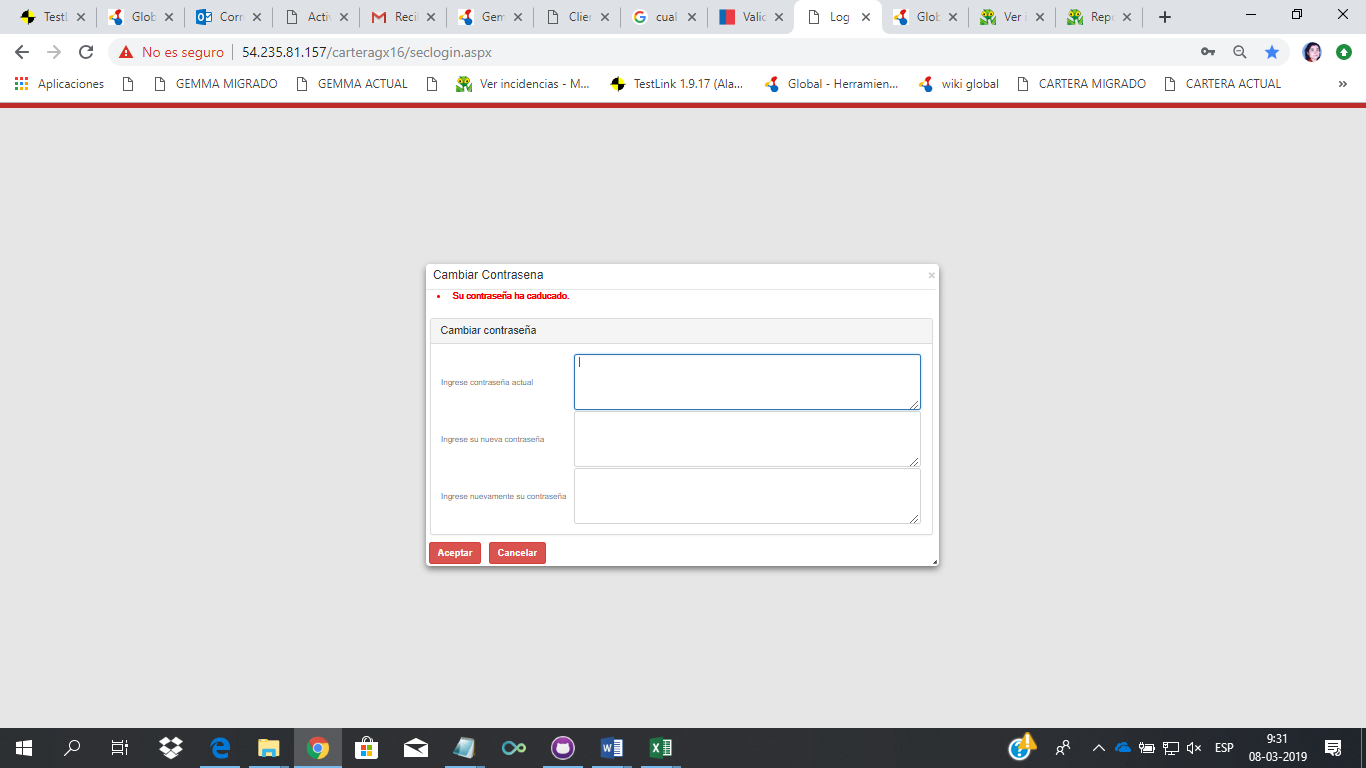 TestL
Glob
Corr
Activ
Recil
Gem
Clier
cual
Valic
Log
Glob
Ver i
Repo
No es seguro
54.235.81.157/carteragx16/seclogin.aspx
Aplicaciones
GEMMA MIGRADO
GEMMA ACTUAL
Ver incidencias - M...
TestLink 1.9.17 (Ala...
Global - Herramien...
wiki global
CARTERA MIGRADO
CARTERA ACTUAL
»
Cambiar Contrasena
Su contraseña ha caducado.
Cambiar contraseña
Ingrese contraseña actual
Ingrese su nueva contraseña
Ingrese nuevamente su contraseña
Aceptar
Cancelar
ESP
9:31
08-03-2019